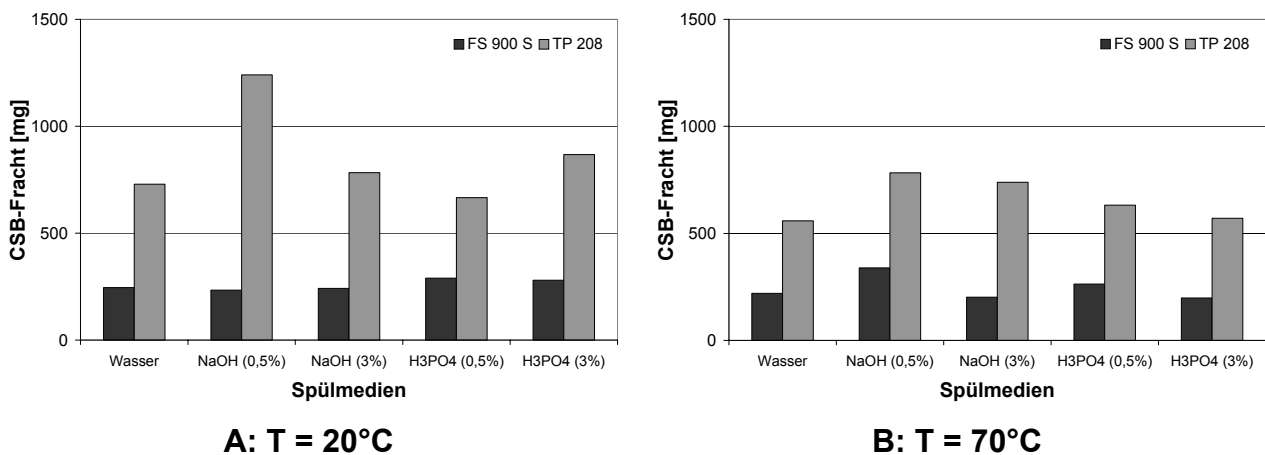 1500
FS 900 S TP 208
1000
500
0
CSB-Fracht [mg]
Wasser NaOH (0,5%) NaOH (3%) H3PO4 (0,5%) H3PO4 (3%)
Spülmedien
A: T = 20°C
1500
FS 900 S TP 208
1000
500
0
CSB-Fracht [mg]
Wasser NaOH (0,5%) NaOH (3%) H3PO4 (0,5%) H3PO4 (3%)
Spülmedien
B: T = 70°C